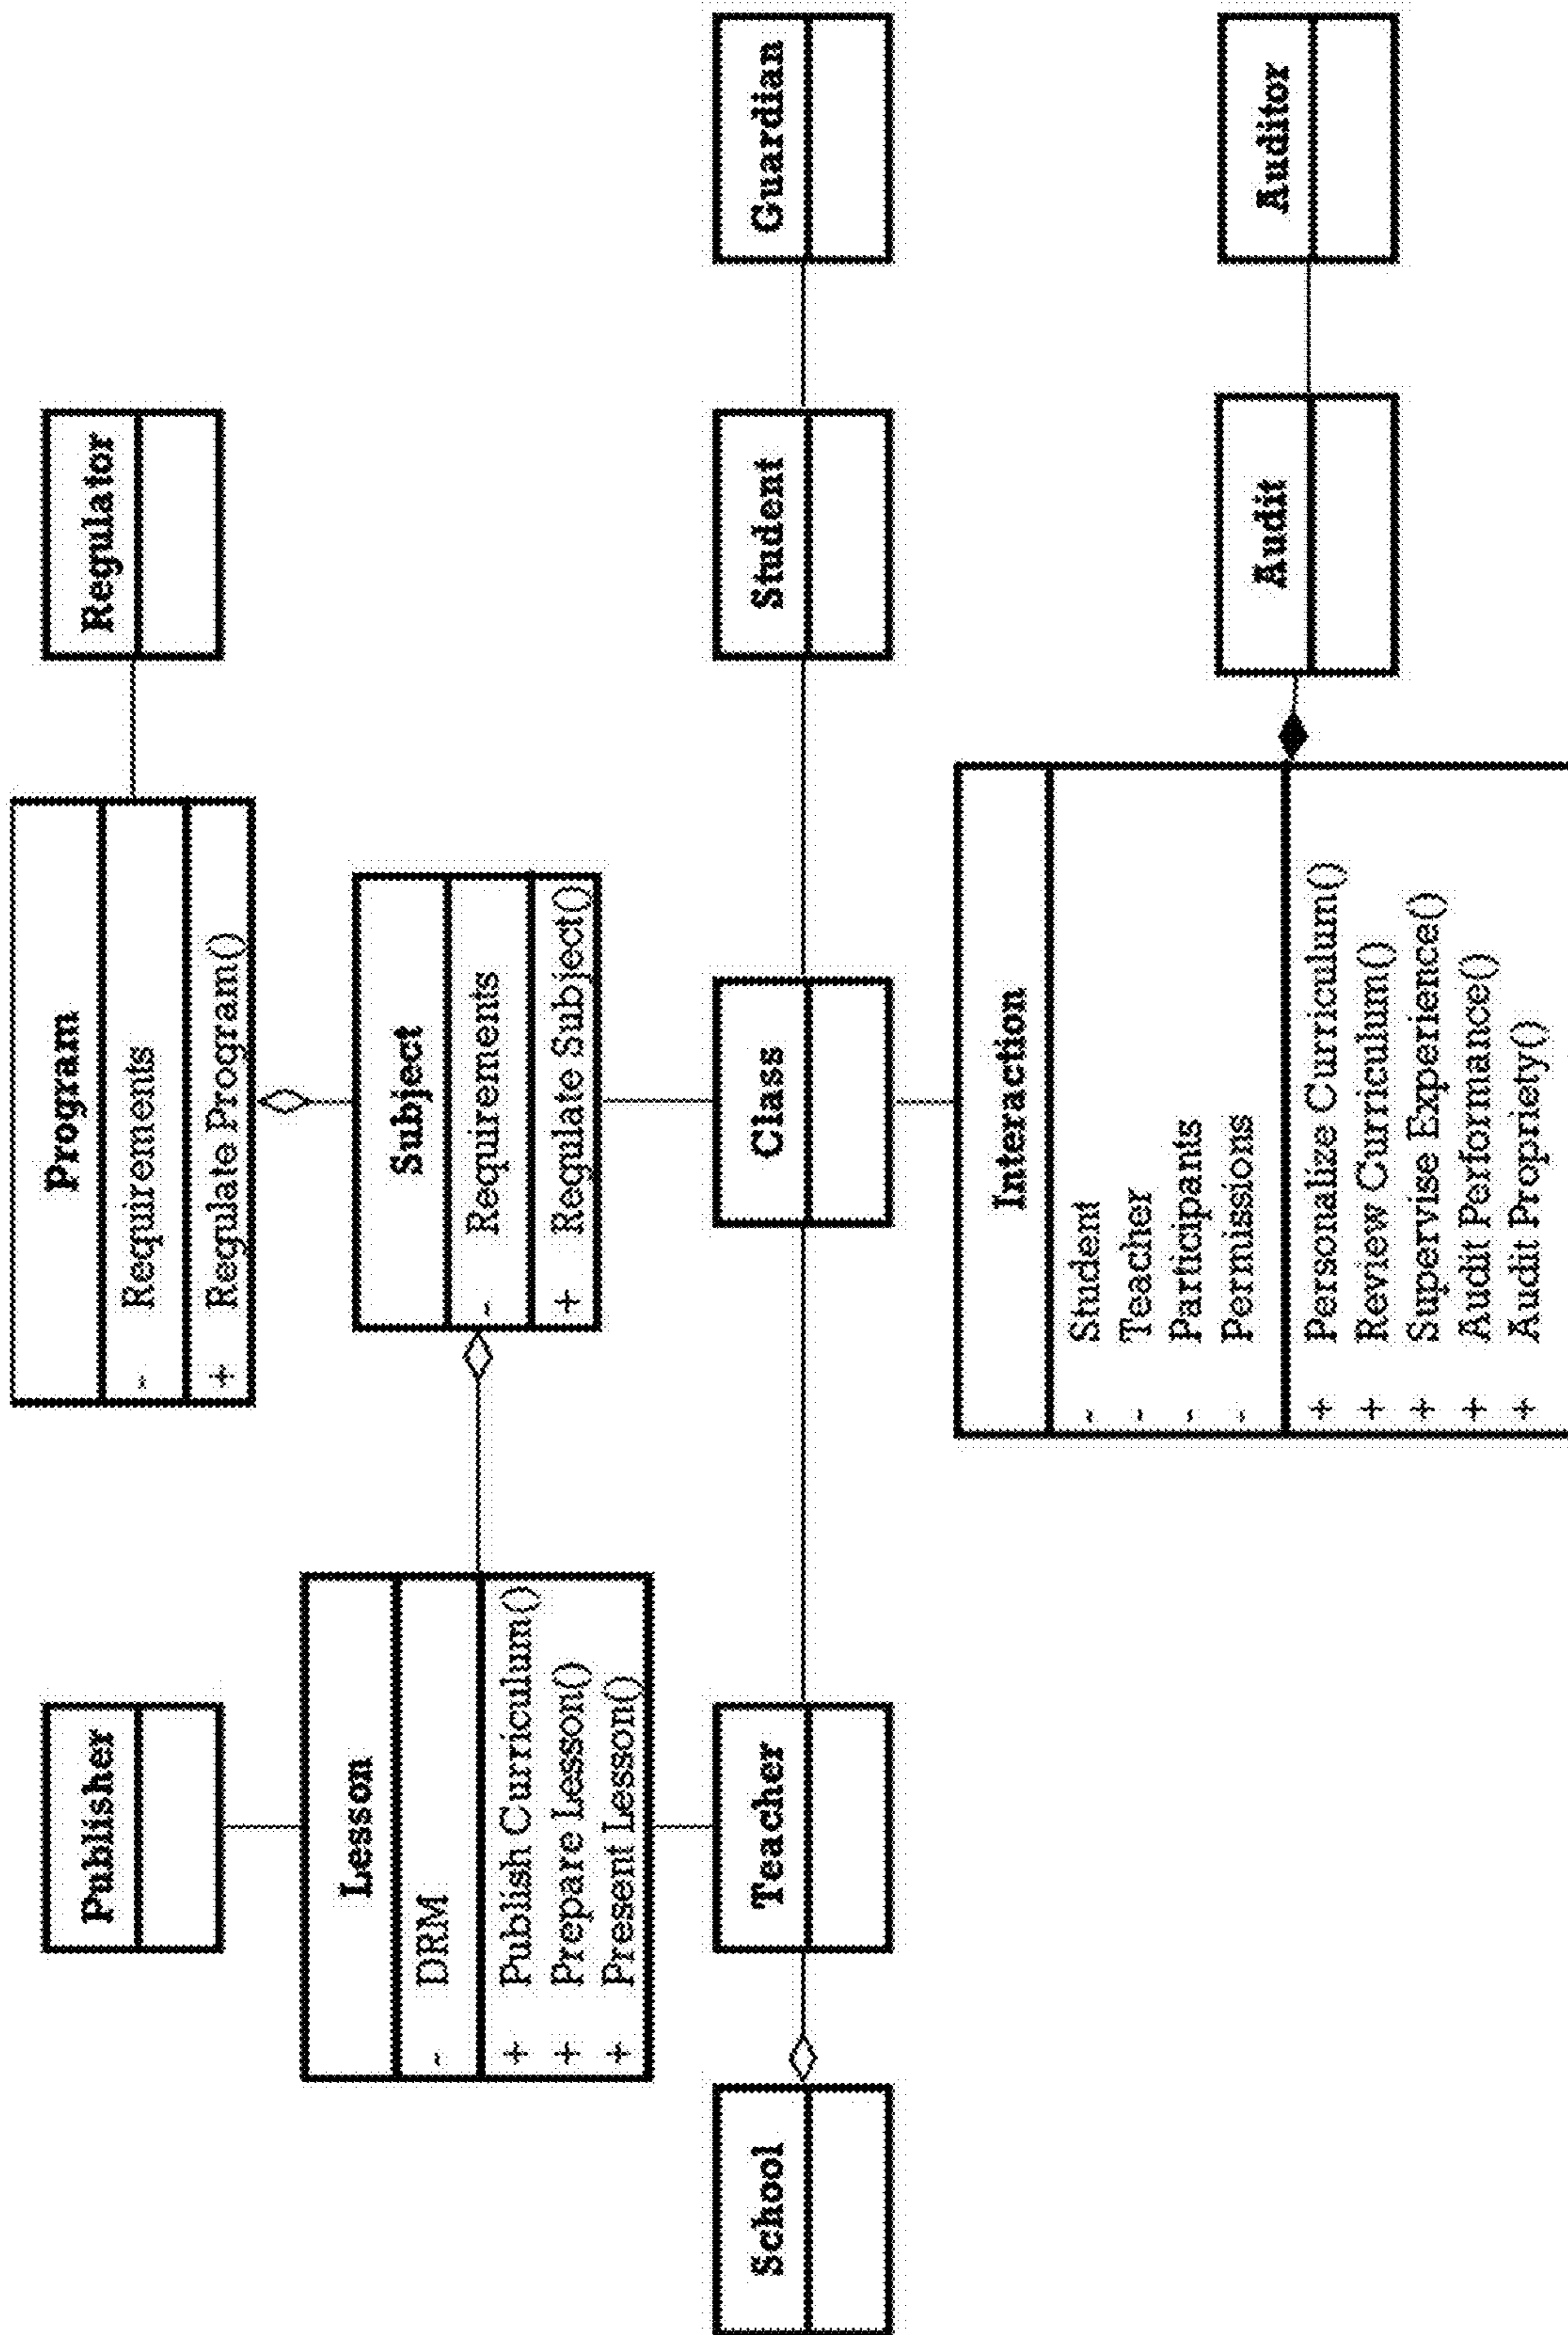 Publisher
Program
- Requirements
+ Regulate Program()
Regulator
Lesson
- DRM
+ Publish Curriculum()
+ Prepare Lesson()
+ Present Lesson()
Subject
- Requirements
+ Regulate Subject()
School
Teacher
Class
Student
Guardian
Interaction
- Student
- Teacher
- Participants
- Permissions
+ Personalize Curriculum()
+ Review Curriculum()
+ Supervise Experience()
+ Audit Performance()
+ Audit Propriety()
Audit
Auditor